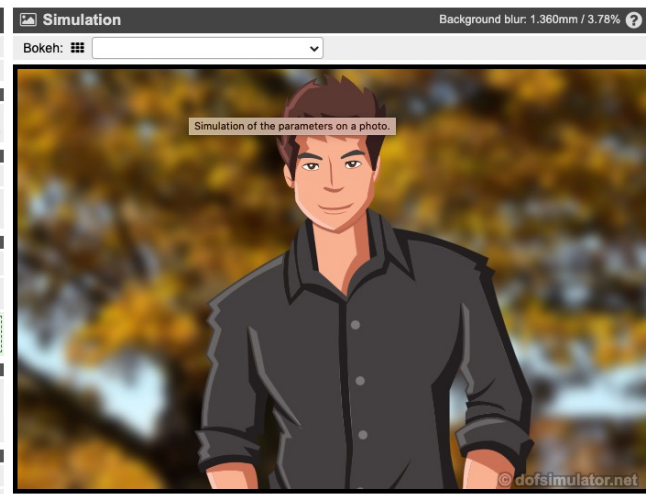 Simulation
Background blur: 1.360mm / 3.78% ?
Bokeh:
Simulation of the parameters on a photo.
© dofsimulator.net